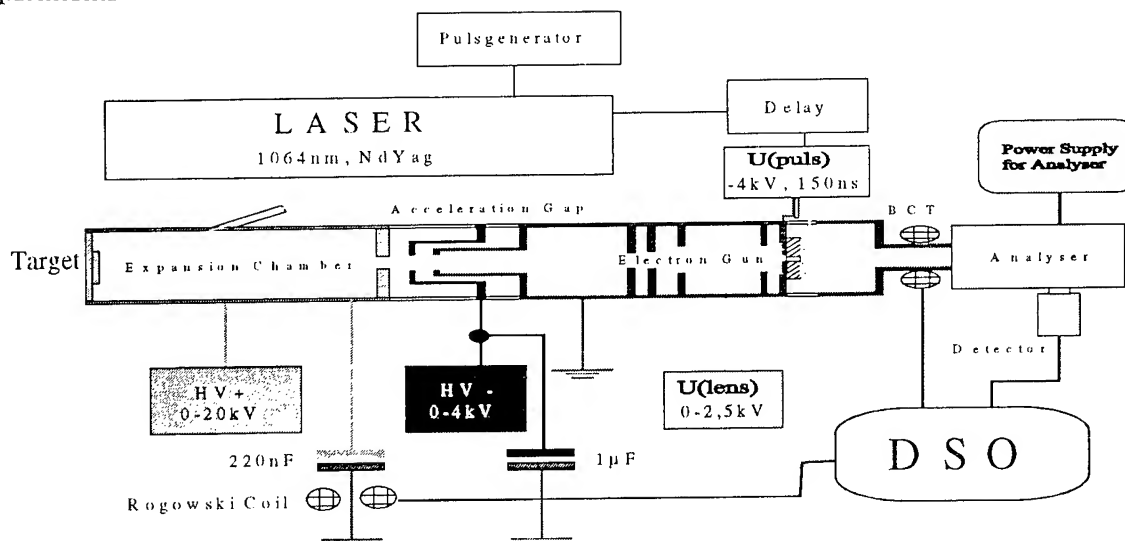 Pulsgenerator
LASER
1064nm, NdYag
Delay
U(puls)
-4kV, 150ns
Power Supply
for Analyser
Acceleration Gap
BCT
Target
Expansion Chamber
Electron Gun
Analyser
Detector
HV+
0-20kV
HV -
0-4kV
U(lens)
0-2,5kV
220nF
1µF
DSO
Rogowski Coil